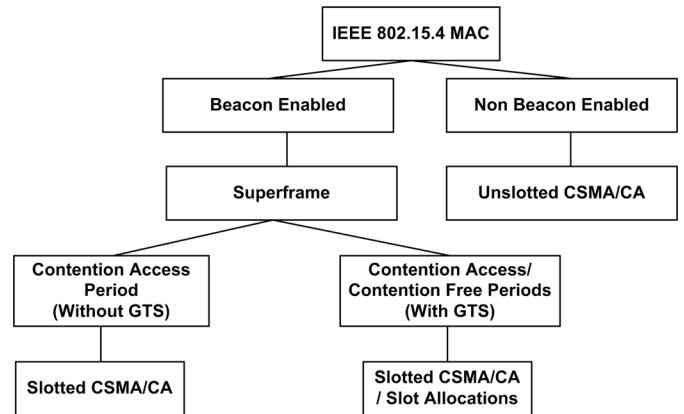 IEEE 802.15.4 MAC
Beacon Enabled
Non Beacon Enabled
Superframe
Unslotted CSMA/CA
Contention Access
Period
(Without GTS)
Contention Access/
Contention Free Periods
(With GTS)
Slotted CSMA/CA
Slotted CSMA/CA
/ Slot Allocations